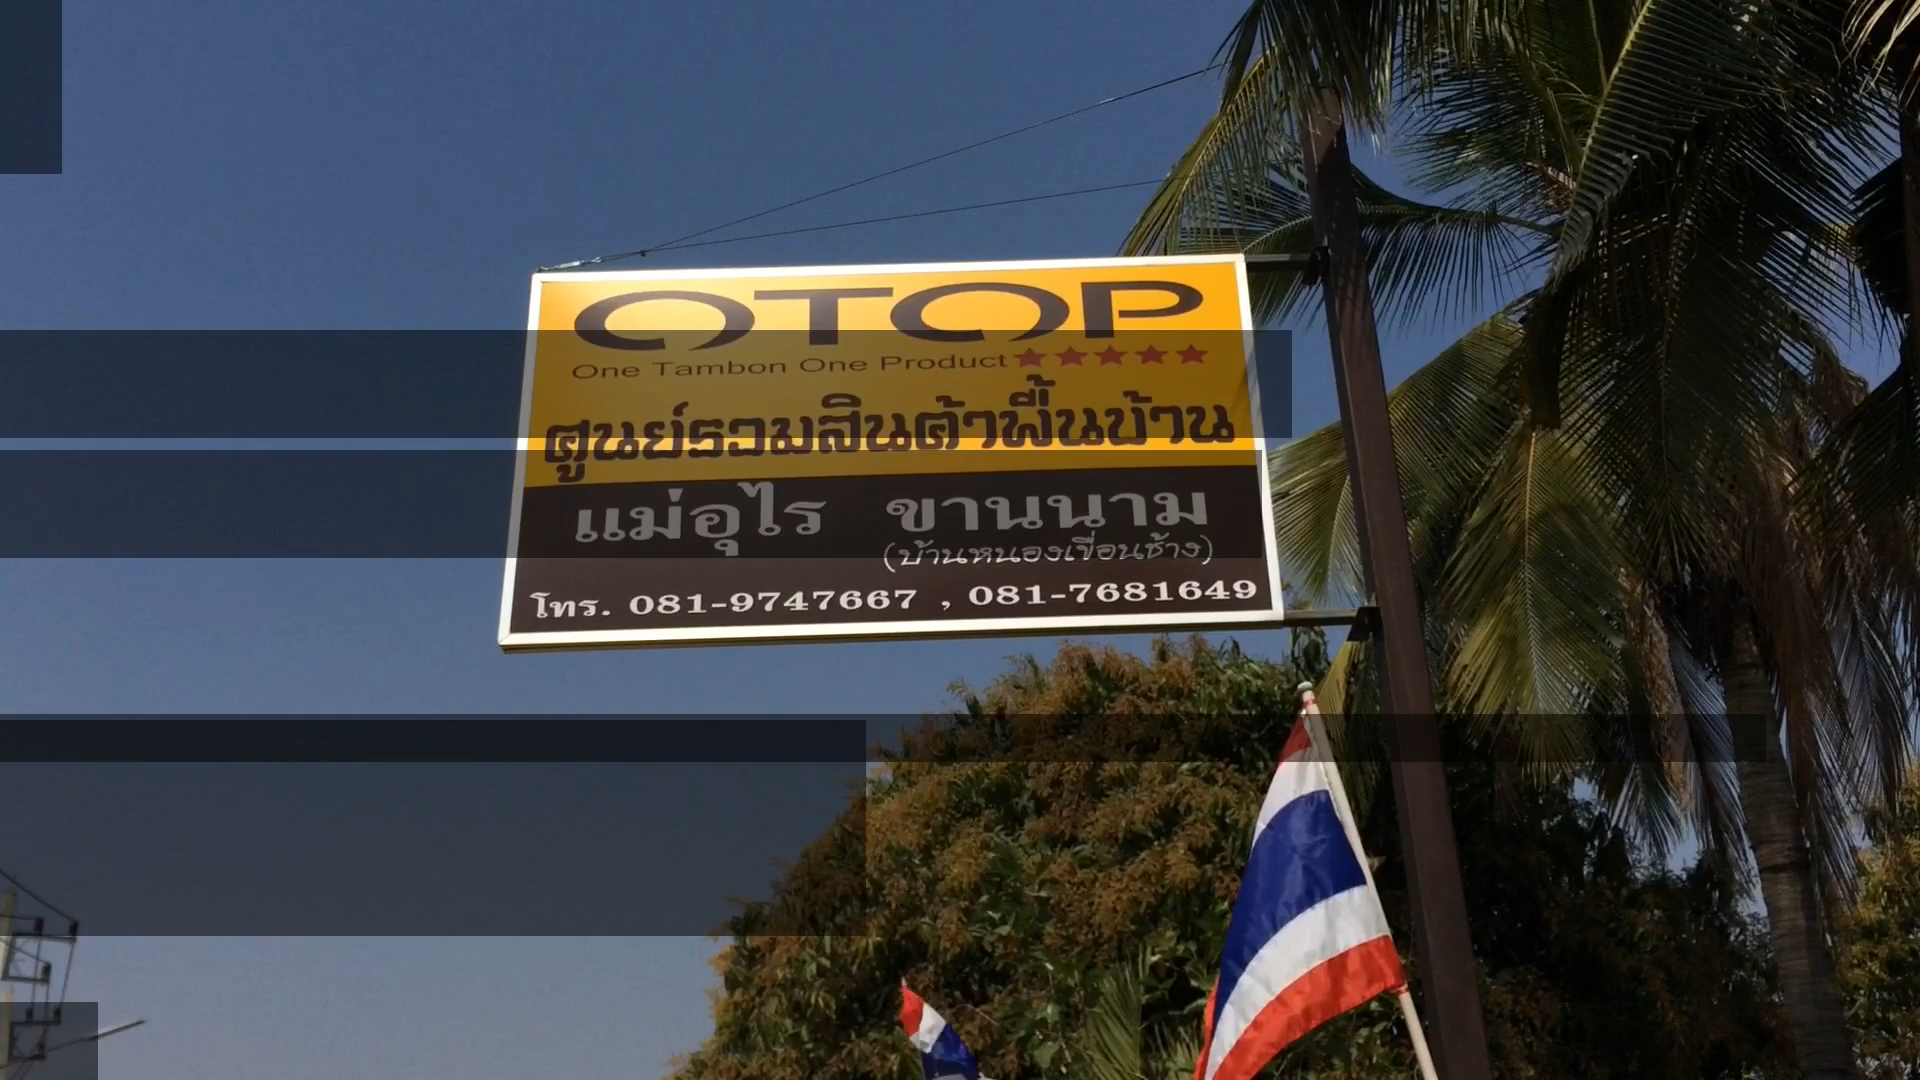 OTOP
One Tambon One Product
ศูนย์รวมสินค้าพื้นบ้าน
แม่อุไร ขานนาม
(บ้านหนองเขื่อนช้าง)
โทร. 081-9747667 , 081-7681649